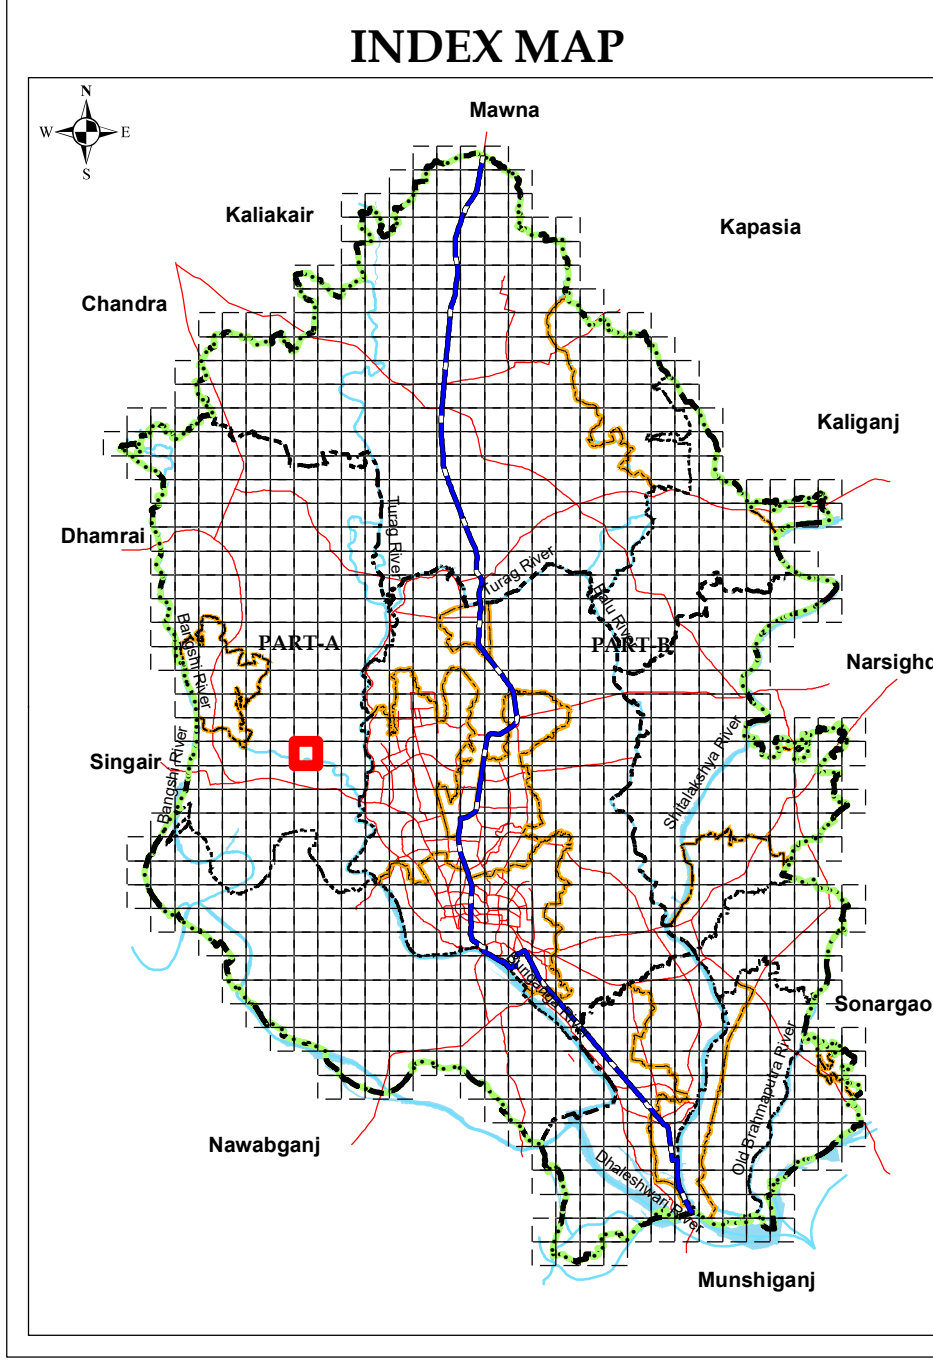 INDEX MAP
N
W E
S
Mawna
Kaliakair
Kapasia
Chandra
Kaliganj
Dhamrai
Turag River
Turag River
Balu River
Bangshi River
PART-A
PART-B
Narsighd
Singair
Bangshi River
Shitalakshya River
Buriganga River
Sonargao
Old Brahmaputra River
Nawabganj
Dhaleshwari River
Munshiganj